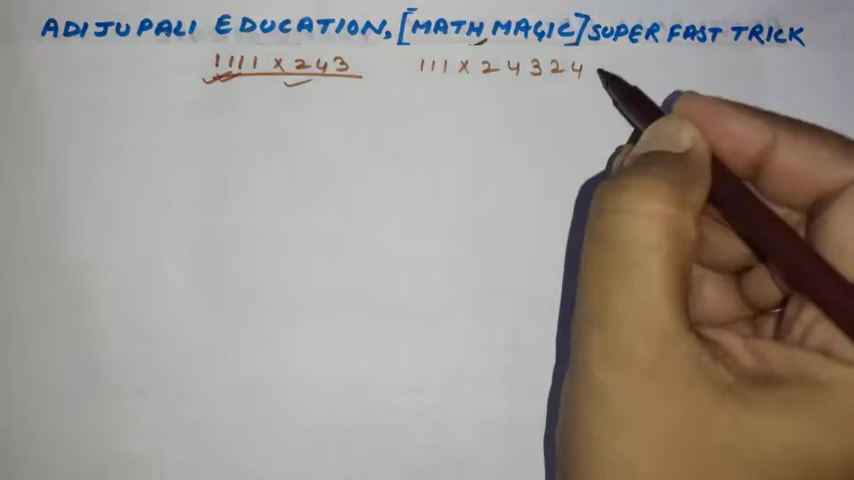 ADIJUPALI EDUCATION, [MATH MAGIC] SUPER FAST TRICK
1111 × 243 111 × 24324